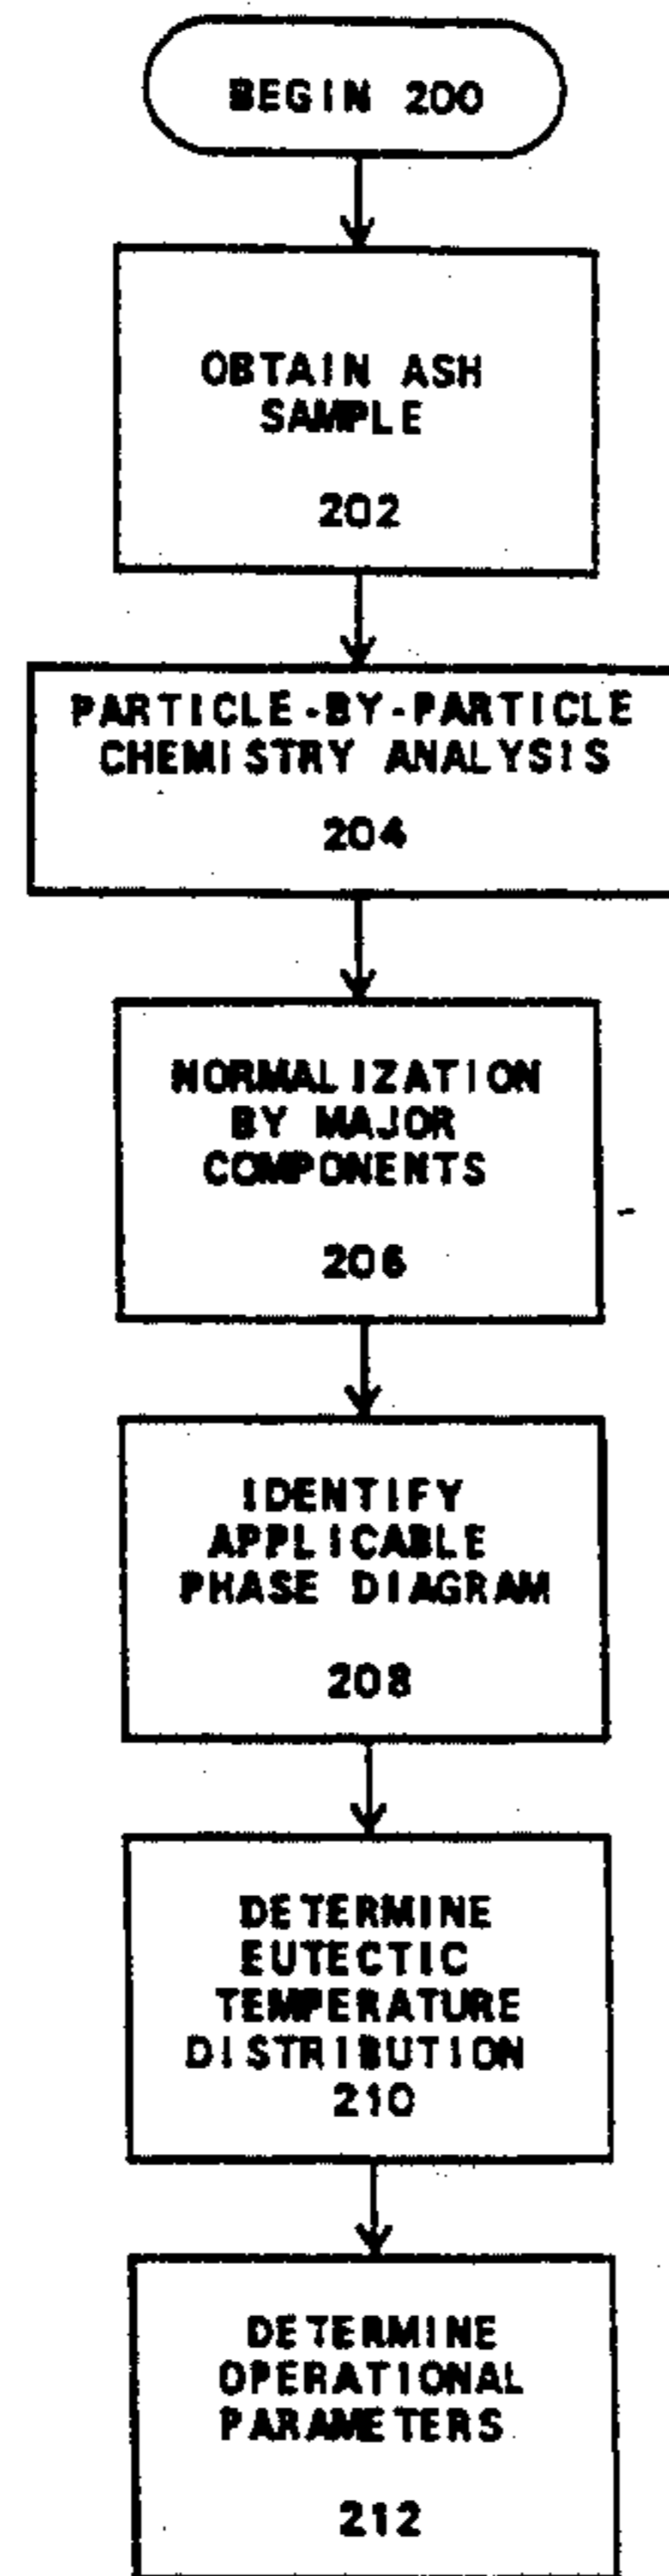 BEGIN 200
OBTAIN ASH
SAMPLE
202
PARTICLE-BY-PARTICLE
CHEMISTRY ANALYSIS
204
NORMALIZATION
BY MAJOR
COMPONENTS
206
IDENTIFY
APPLICABLE
PHASE DIAGRAM
208
DETERMINE
EUTECTIC
TEMPERATURE
DISTRIBUTION
210
DETERMINE
OPERATIONAL
PARAMETERS
212